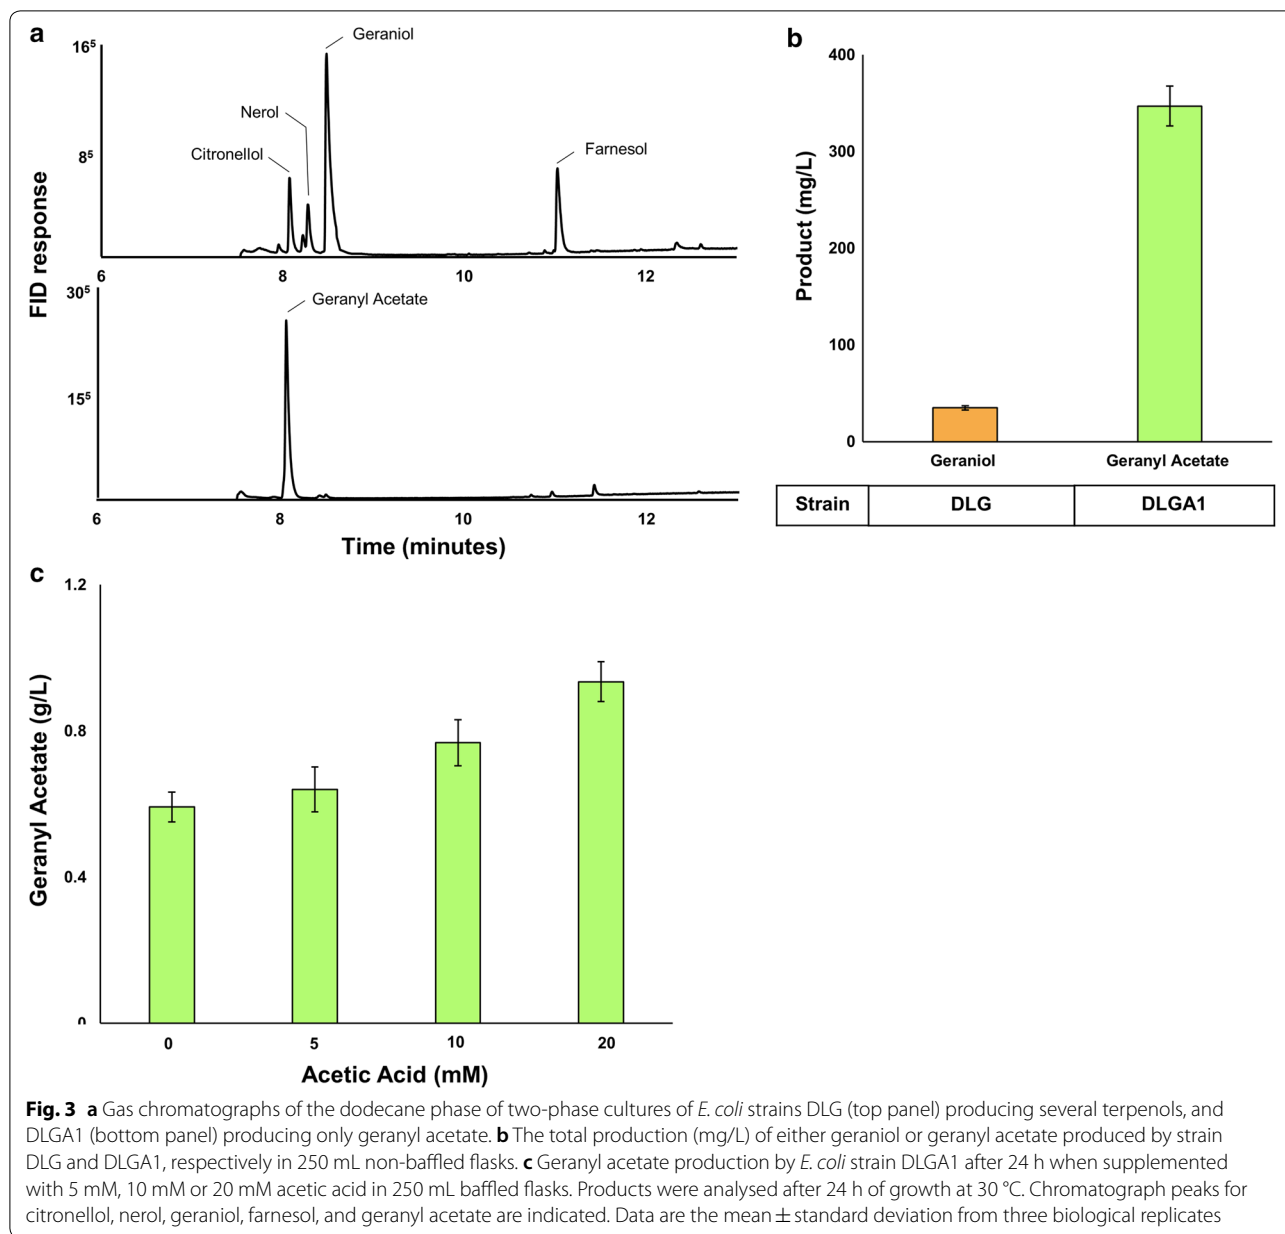 a
16⁵
Geraniol
Nerol
8⁵
Citronellol
Farnesol
6
8
10
12
FID response
30⁵
Geranyl Acetate
15⁵
6
8
10
12
Time (minutes)
b
400
300
200
100
0
Product (mg/L)
Geraniol
Geranyl Acetate
Strain DLG DLGA1
c
1.2
0.8
0.4
0
Geranyl Acetate (g/L)
0
5
10
20
Acetic Acid (mM)
Fig. 3 a Gas chromatographs of the dodecane phase of two-phase cultures of E. coli strains DLG (top panel) producing several terpenols, and
DLGA1 (bottom panel) producing only geranyl acetate. b The total production (mg/L) of either geraniol or geranyl acetate produced by strain
DLG and DLGA1, respectively in 250 mL non-baffled flasks. c Geranyl acetate production by E. coli strain DLGA1 after 24 h when supplemented
with 5 mM, 10 mM or 20 mM acetic acid in 250 mL baffled flasks. Products were analysed after 24 h of growth at 30 °C. Chromatograph peaks for
citronellol, nerol, geraniol, farnesol, and geranyl acetate are indicated. Data are the mean ± standard deviation from three biological replicates